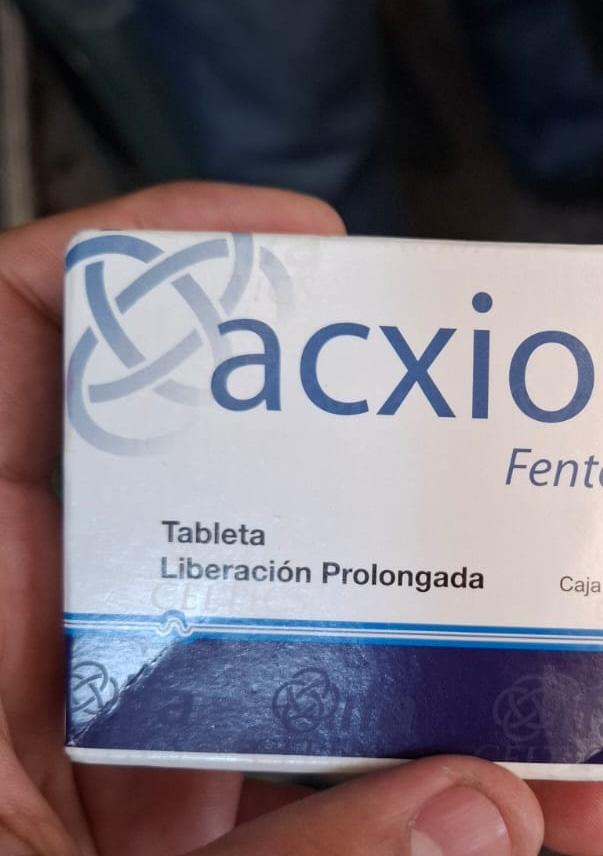 acxio
Fent
Tableta
Liberación Prolongada
Caja